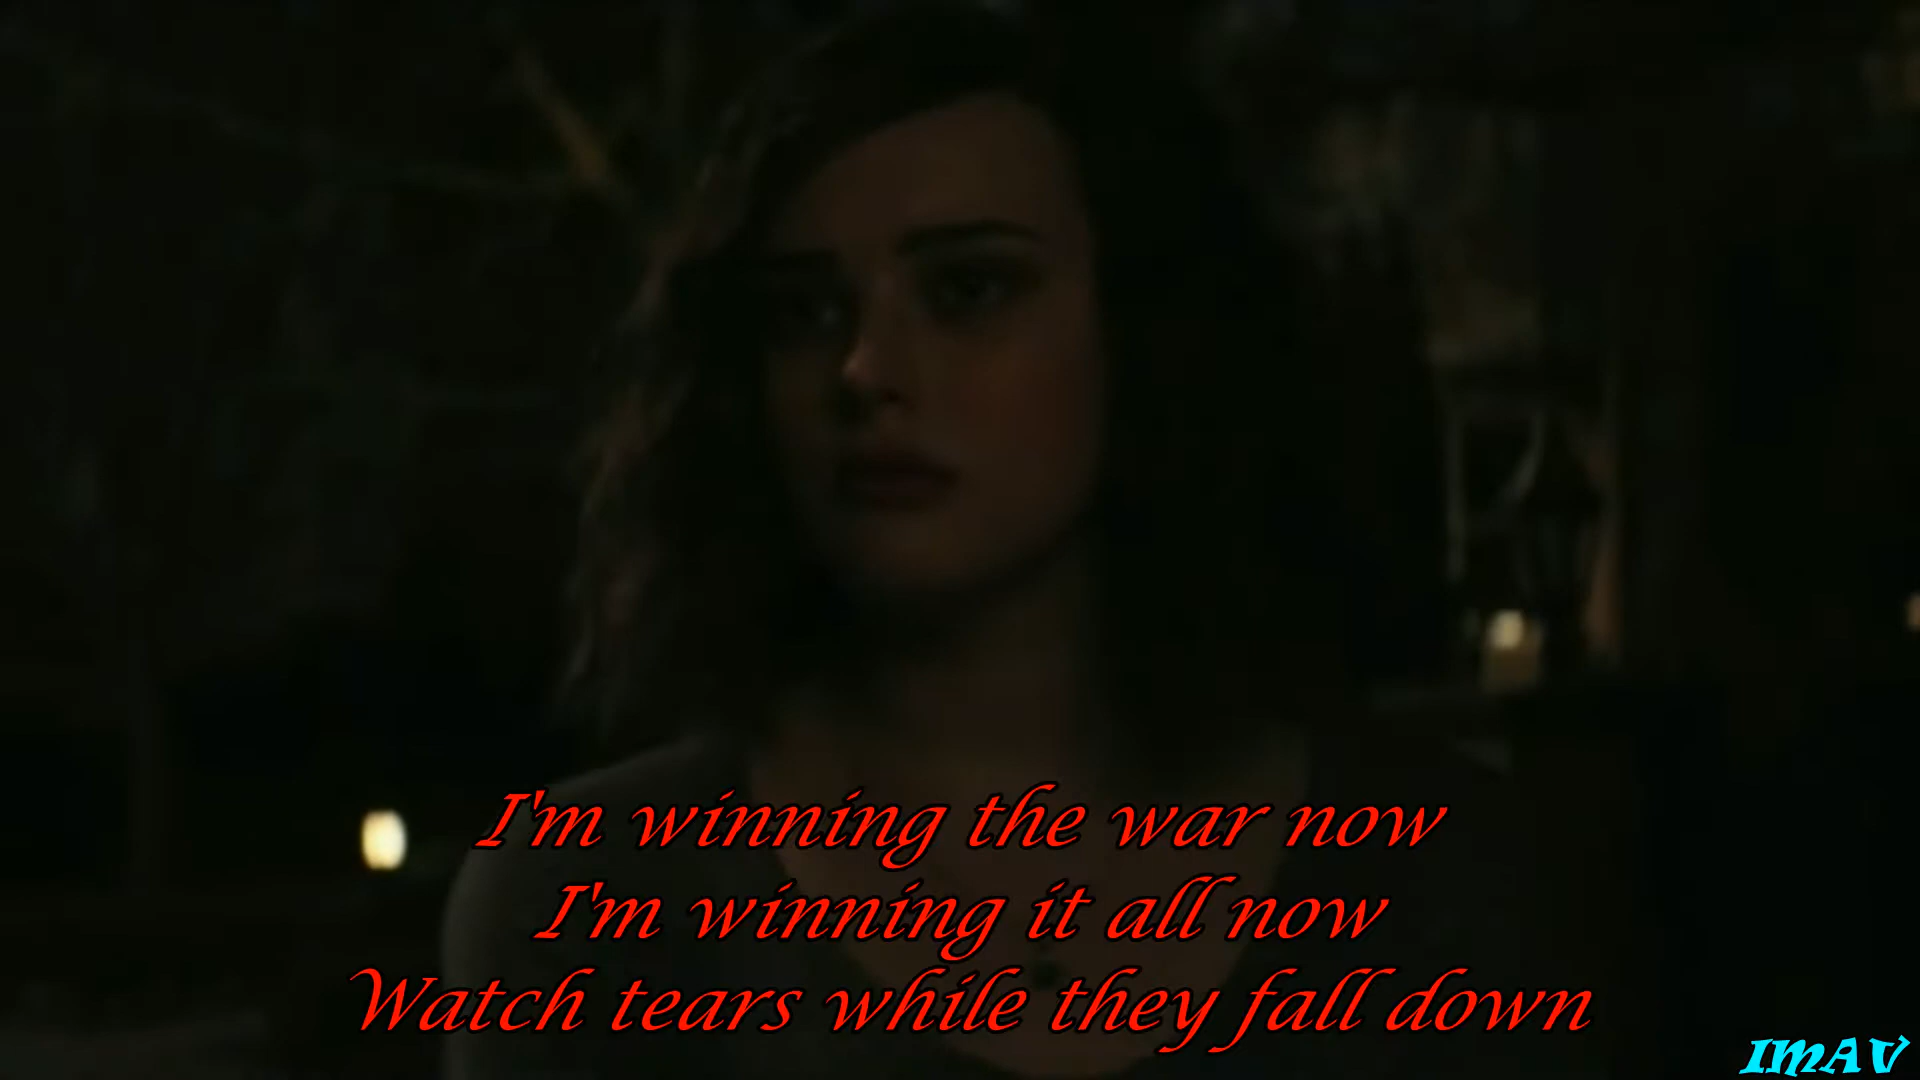 I'm winning the war now
I'm winning it all now
Watch tears while they fall down
IMAV